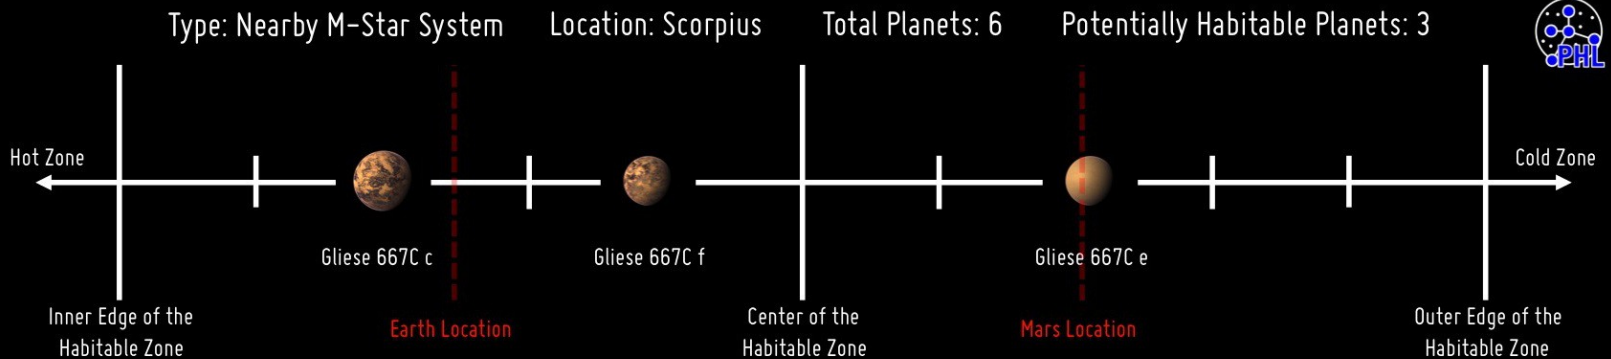 Type: Nearby M-Star System Location: Scorpius Total Planets: 6 Potentially Habitable Planets: 3
PHL
Hot Zone
Cold Zone
Gliese 667C c
Gliese 667C f
Gliese 667C e
Inner Edge of the
Habitable Zone
Earth Location
Center of the
Habitable Zone
Mars Location
Outer Edge of the
Habitable Zone